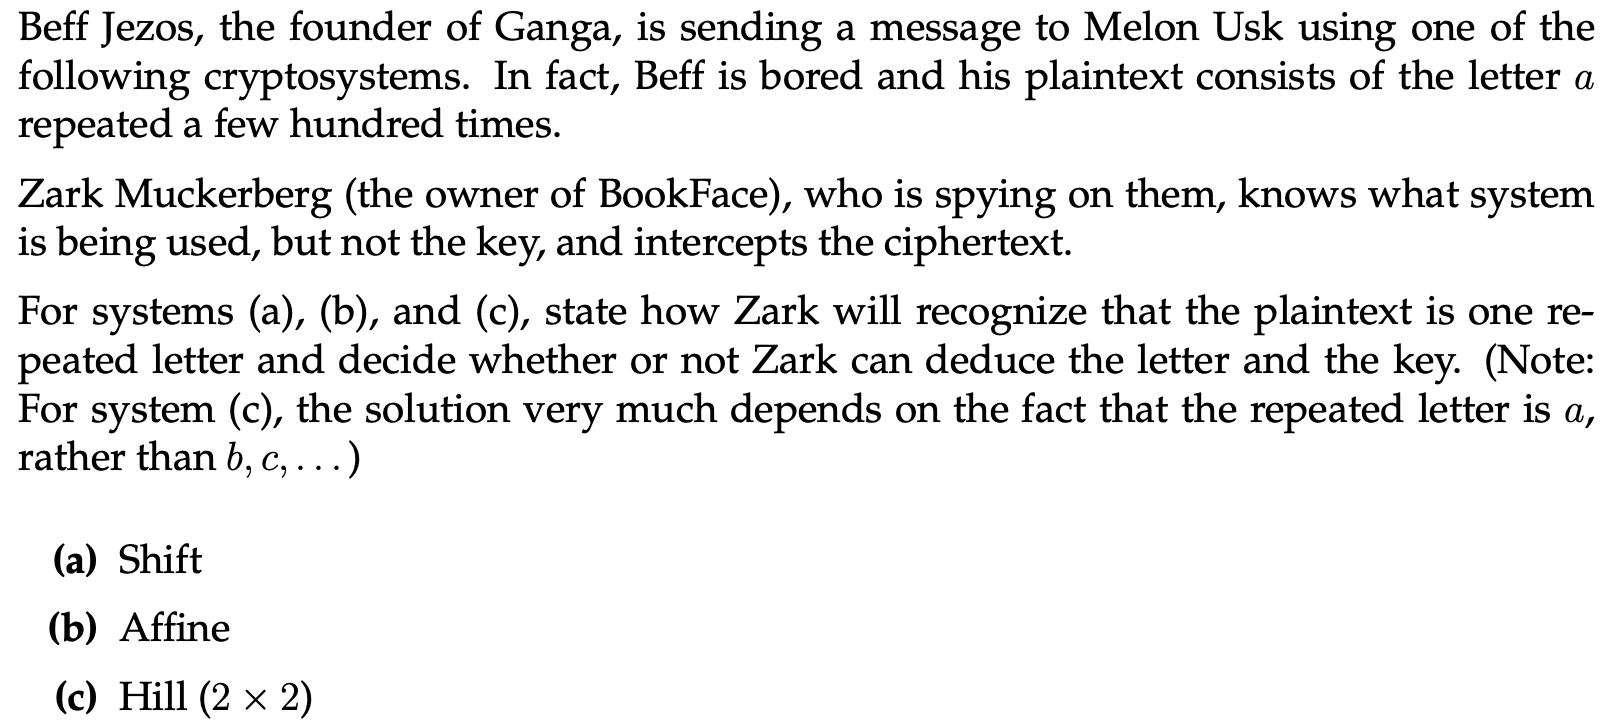 Beff Jezos, the founder of Ganga, is sending a message to Melon Usk using one of the
following cryptosystems. In fact, Beff is bored and his plaintext consists of the letter a
repeated a few hundred times.
Zark Muckerberg (the owner of BookFace), who is spying on them, knows what system
is being used, but not the key, and intercepts the ciphertext.
For systems (a), (b), and (c), state how Zark will recognize that the plaintext is one re-
peated letter and decide whether or not Zark can deduce the letter and the key. (Note:
For system (c), the solution very much depends on the fact that the repeated letter is a,
rather than b, c, . . . )
(a) Shift
(b) Affine
(c) Hill (2 × 2)